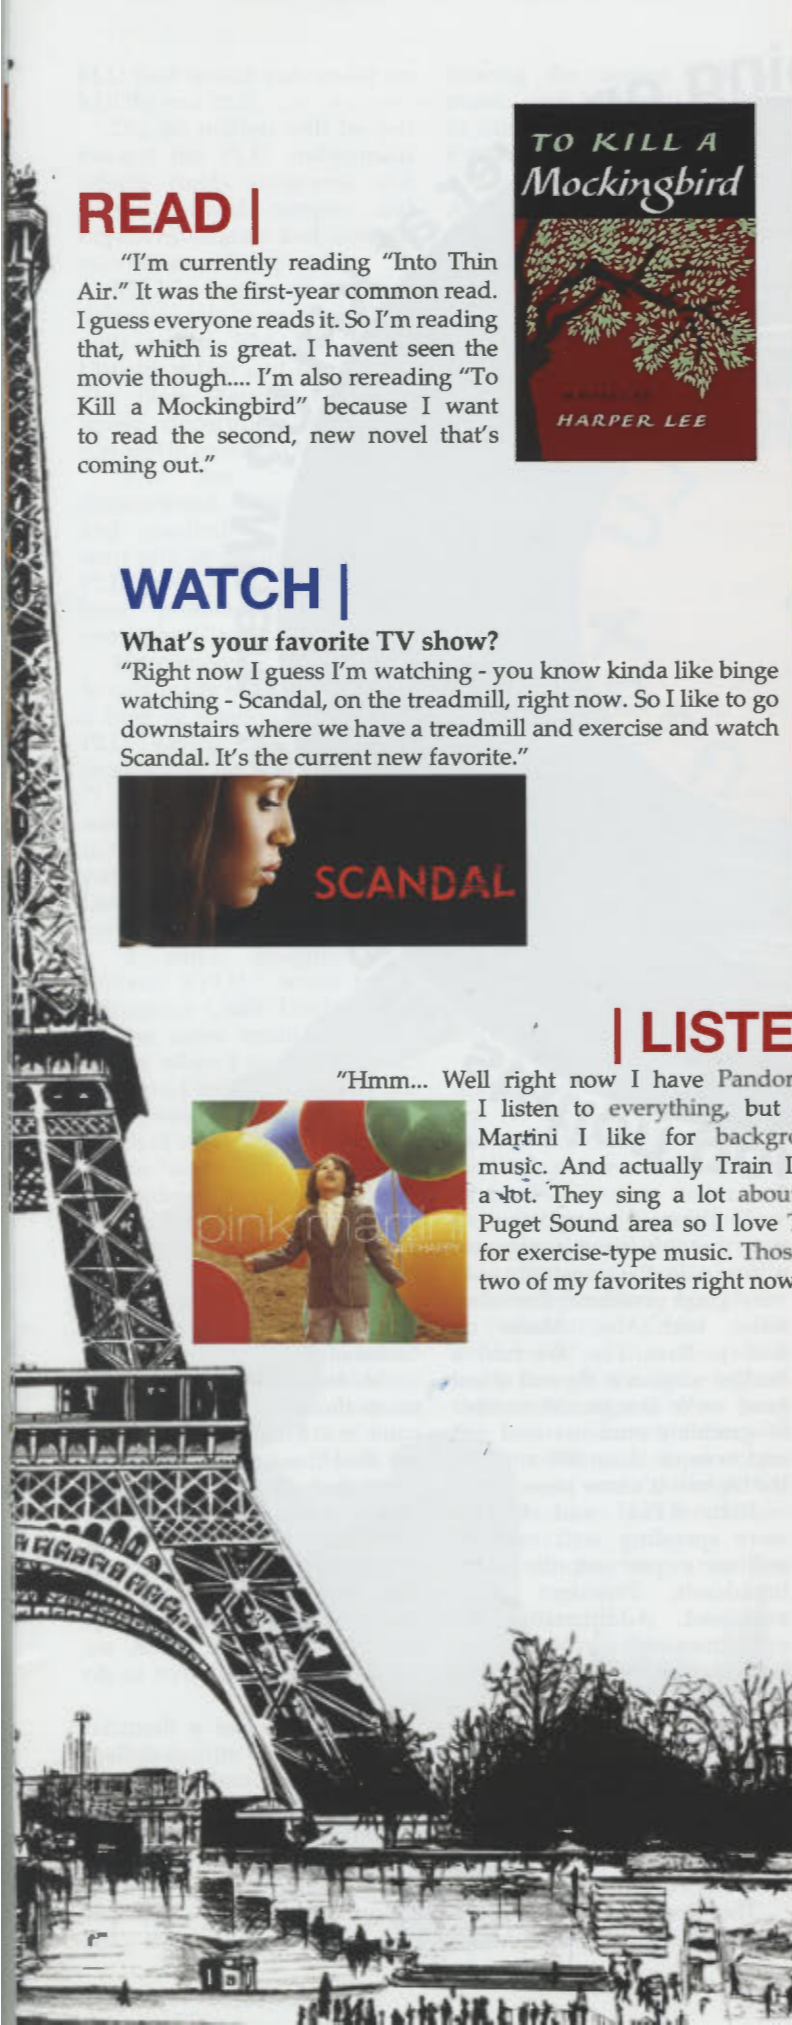 READ |
"I'm currently reading "Into Thin
Air." It was the first-year common read.
I guess everyone reads it. So I'm reading
that, which is great. I havent seen the
movie though.... I'm also rereading "To
Kill a Mockingbird" because I want
to read the second, new novel that's
coming out."
TO KILL A
Mockingbird
HARPER LEE
WATCH |
What's your favorite TV show?
"Right now I guess I'm watching - you know kinda like binge
watching - Scandal, on the treadmill, right now. So I like to go
downstairs where we have a treadmill and exercise and watch
Scandal. It's the current new favorite."
SCANDAL
| LISTE
"Hmm... Well right now I have Pandor
I listen to everything, but
Martini I like for backgro
music. And actually Train I
a lot. They sing a lot abou
Puget Sound area so I love T
for exercise-type music. Thos
two of my favorites right now
pink martini
GET HAPPY